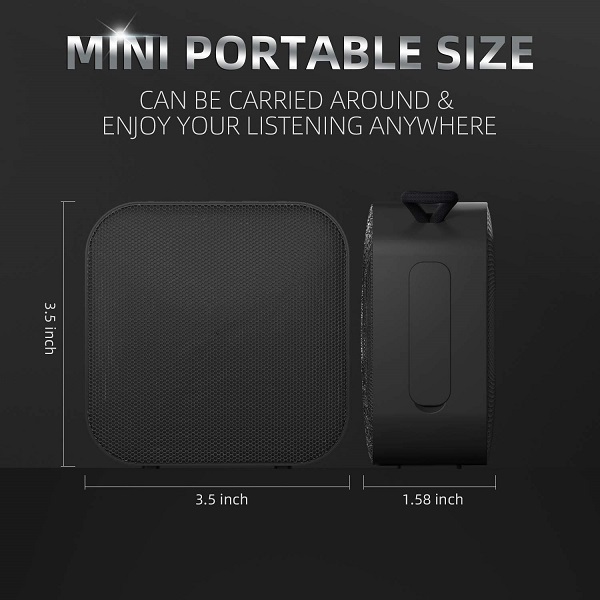 MINI PORTABLE SIZE
CAN BE CARRIED AROUND &
ENJOY YOUR LISTENING ANYWHERE
3.5 inch
3.5 inch
1.58 inch